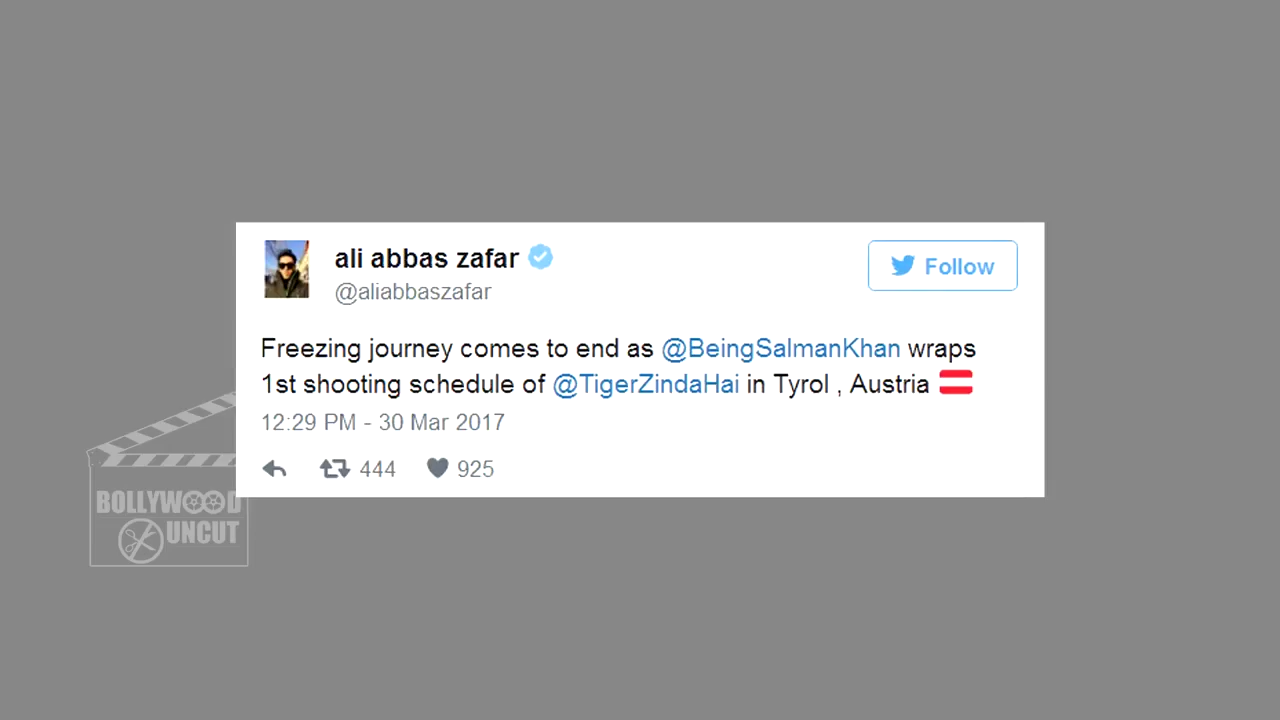 ali abbas zafar
Follow
@aliabbaszafar
Freezing journey comes to end as @BeingSalmanKhan wraps
1st shooting schedule of @TigerZindaHai in Tyrol , Austria 🇦🇹
12:29 PM - 30 Mar 2017
444 925
BOLLYWOOD
UNCUT